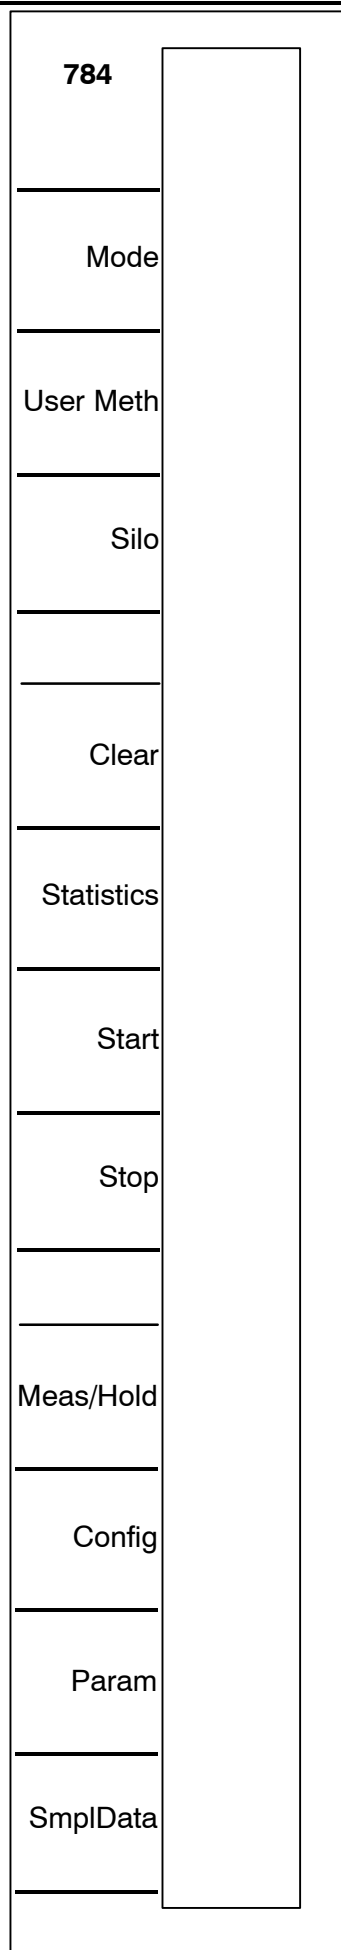 784
Mode
User Meth
Silo
Clear
Statistics
Start
Stop
Meas/Hold
Config
Param
SmplData